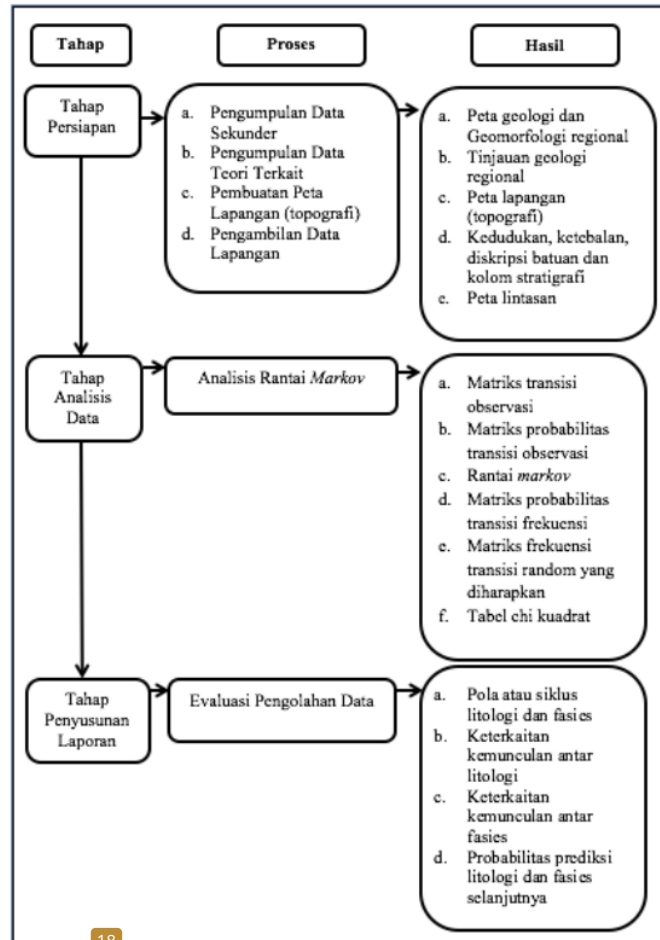 Tahap
Proses
Hasil
Tahap
Persiapan
a. Pengumpulan Data
Sekunder
b. Pengumpulan Data
Teori Terkait
c. Pembuatan Peta
Lapangan (topografi)
d. Pengambilan Data
Lapangan
a. Peta geologi dan
Geomorfologi regional
b. Tinjauan geologi
regional
c. Peta lapangan
(topografi)
d. Kedudukan, ketebalan,
diskripsi batuan dan
kolom stratigrafi
e. Peta lintasan
Tahap
Analisis
Data
Analisis Rantai Markov
a. Matriks transisi
observasi
b. Matriks probabilitas
transisi observasi
c. Rantai markov
d. Matriks probabilitas
transisi frekuensi
e. Matriks frekuensi
transisi random yang
diharapkan
f. Tabel chi kuadrat
Tahap
Penyusunan
Laporan
Evaluasi Pengolahan Data
a. Pola atau siklus
litologi dan fasies
b. Keterkaitan
kemunculan antar
litologi
c. Keterkaitan
kemunculan antar
fasies
d. Probabilitas prediksi
litologi dan fasies
selanjutnya
18